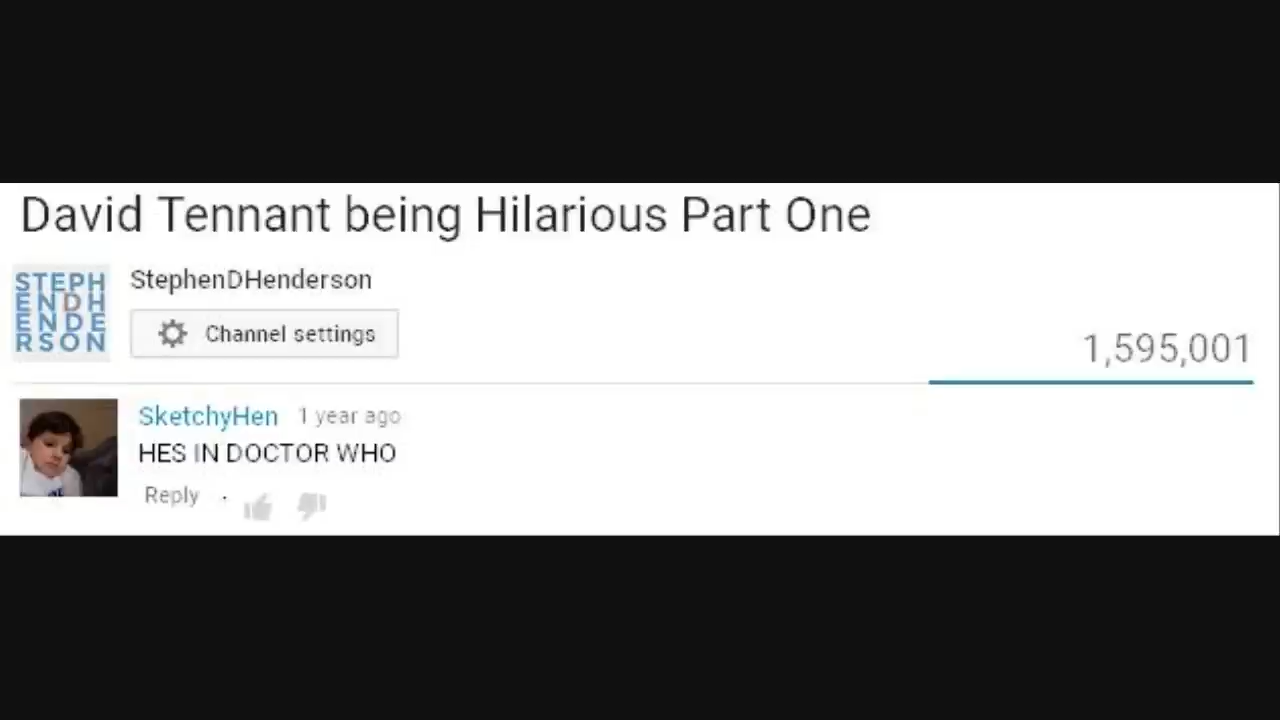 David Tennant being Hilarious Part One
STEPH
ENDH
ENDE
RSON
StephenDHenderson
Channel settings
1,595,001
SketchyHen 1 year ago
HES IN DOCTOR WHO
Reply ·